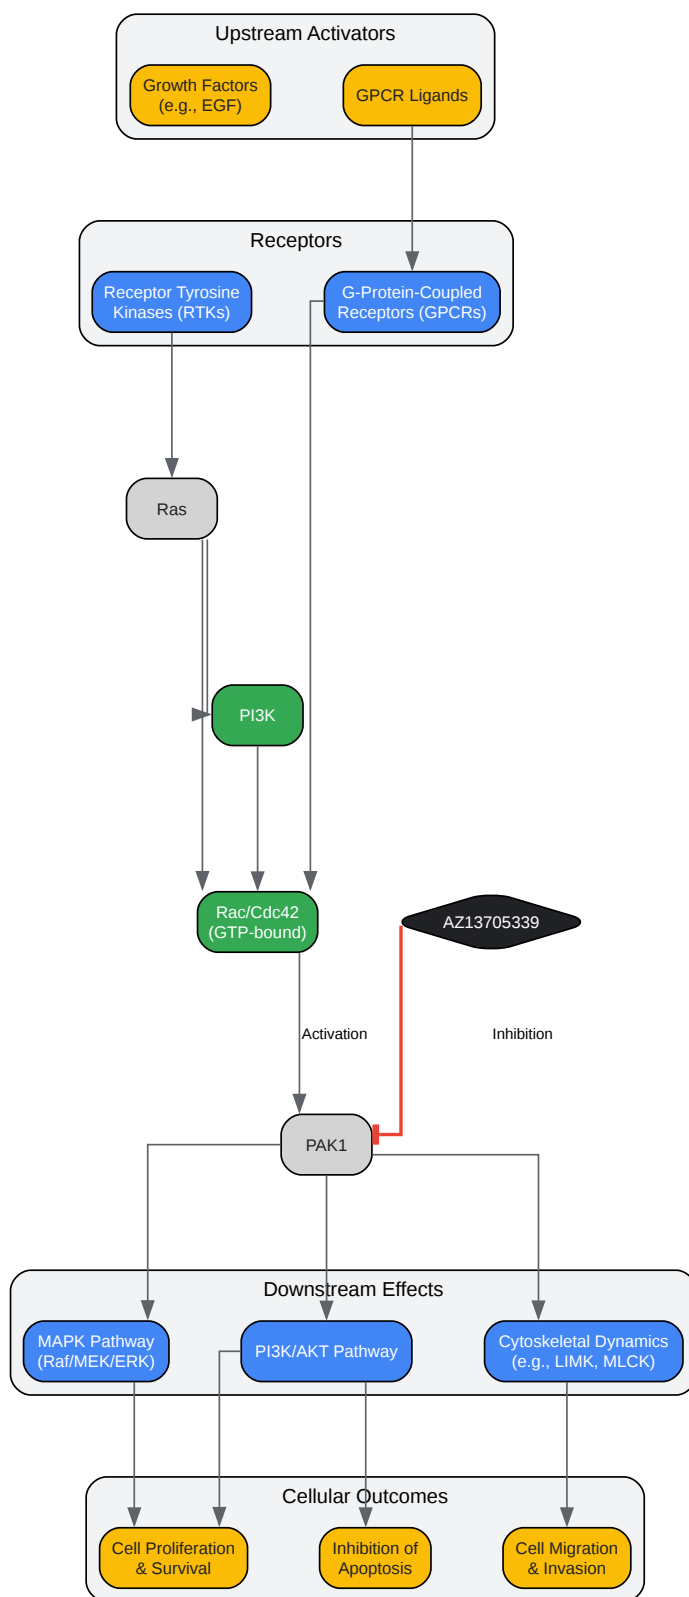 Upstream Activators
Growth Factors
(e.g., EGF)
GPCR Ligands
Receptors
Receptor Tyrosine
Kinases (RTKs)
G-Protein-Coupled
Receptors (GPCRs)
Ras
PI3K
Rac/Cdc42
(GTP-bound)
AZ13705339
Activation
Inhibition
PAK1
Downstream Effects
MAPK Pathway
(Raf/MEK/ERK)
PI3K/AKT Pathway
Cytoskeletal Dynamics
(e.g., LIMK, MLCK)
Cellular Outcomes
Cell Proliferation
& Survival
Inhibition of
Apoptosis
Cell Migration
& Invasion